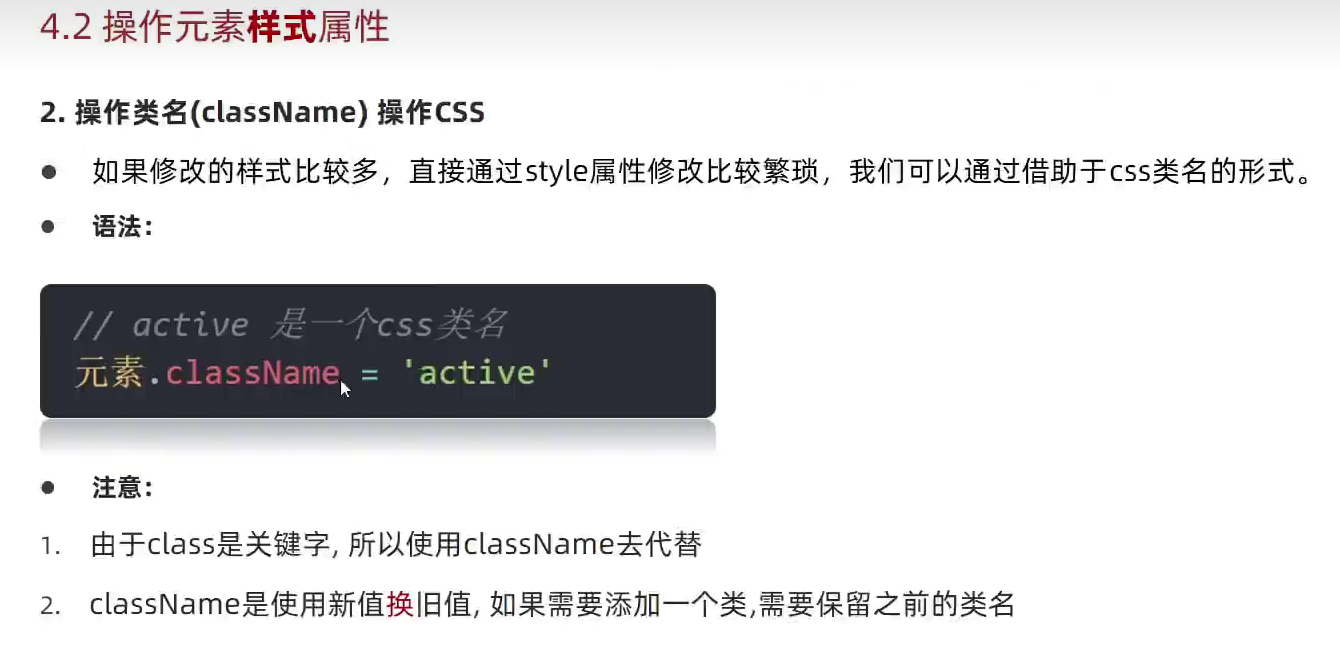 4.2 操作元素样式属性
2. 操作类名(className) 操作CSS
● 如果修改的样式比较多，直接通过style属性修改比较繁琐，我们可以通过借助于css类名的形式。
● 语法：
// active 是一个css类名
元素.className = 'active'
● 注意：
1. 由于class是关键字, 所以使用className去代替
2. className是使用新值换旧值, 如果需要添加一个类,需要保留之前的类名